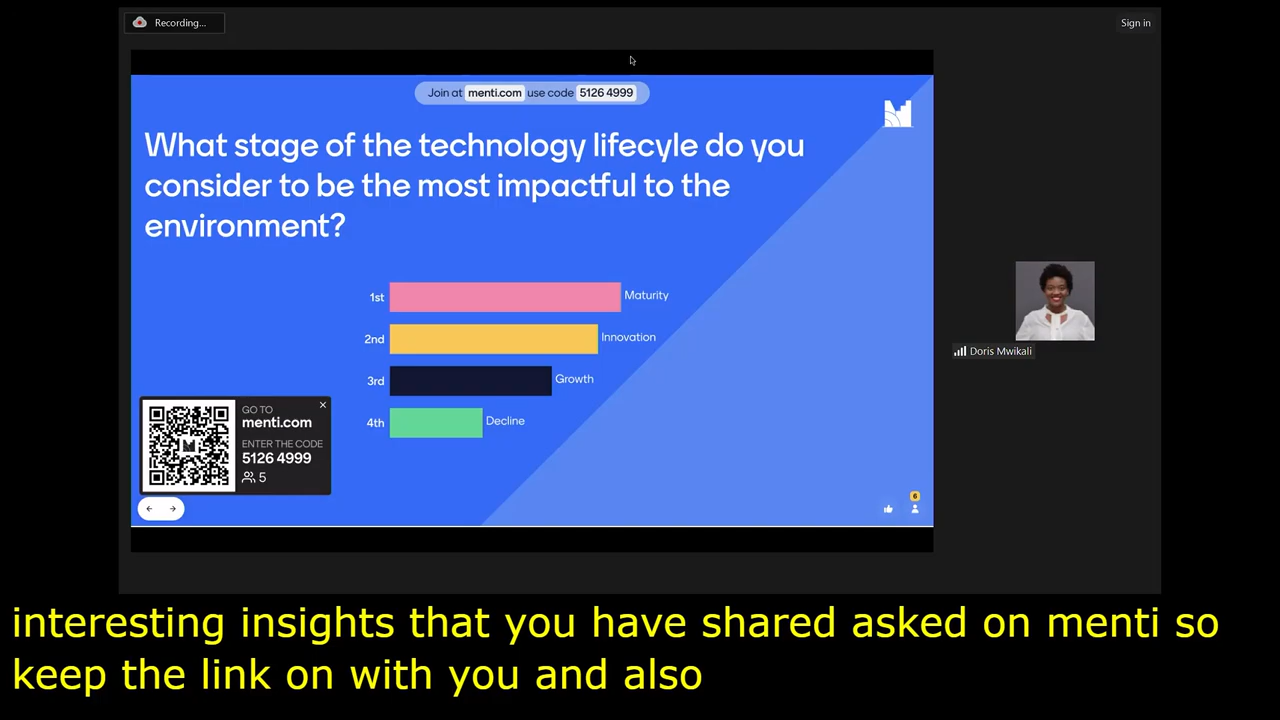 Recording...
Sign in
Join at menti.com use code 5126 4999
What stage of the technology lifecyle do you
consider to be the most impactful to the
environment?
1st Maturity
2nd Innovation
3rd Growth
4th Decline
GO TO
menti.com
ENTER THE CODE
5126 4999
5
6
Doris Mwikali
interesting insights that you have shared asked on menti so
keep the link on with you and also